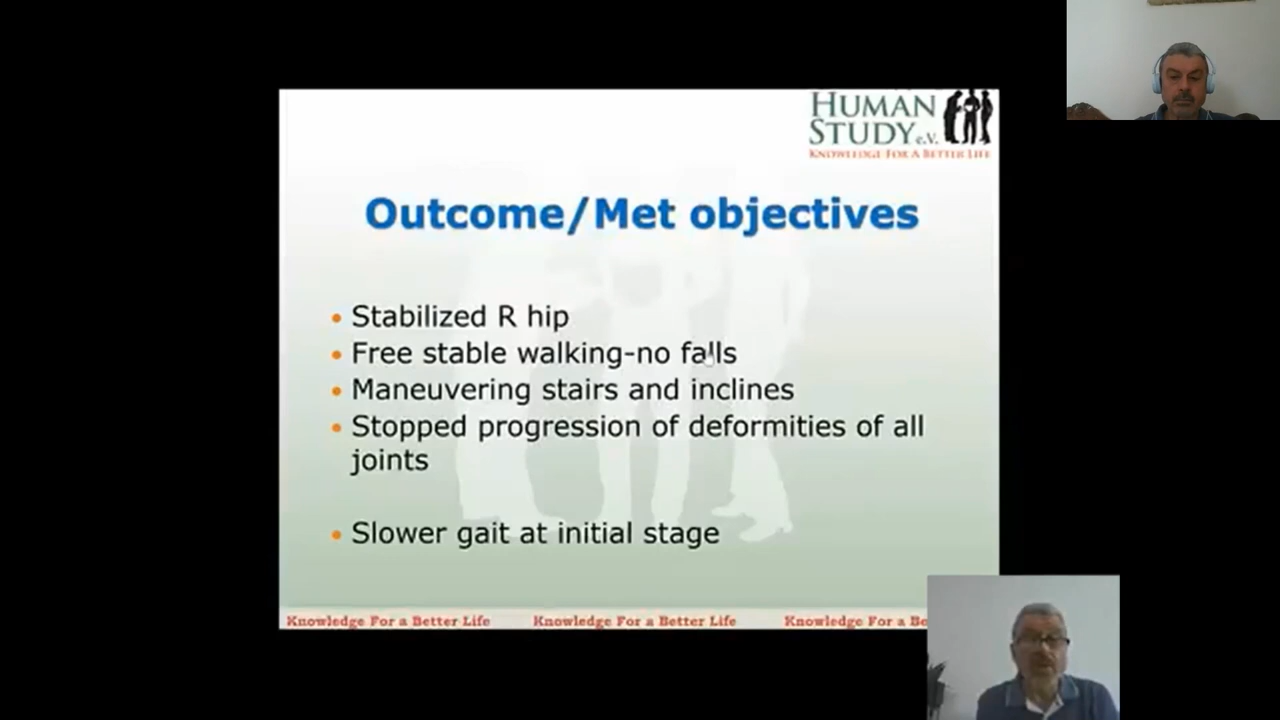 HUMAN
STUDY e.V.
KNOWLEDGE FOR A BETTER LIFE
Outcome/Met objectives
• Stabilized R hip
• Free stable walking-no falls
• Maneuvering stairs and inclines
• Stopped progression of deformities of all
joints
• Slower gait at initial stage
Knowledge For a Better Life Knowledge For a Better Life Knowledge For a Be